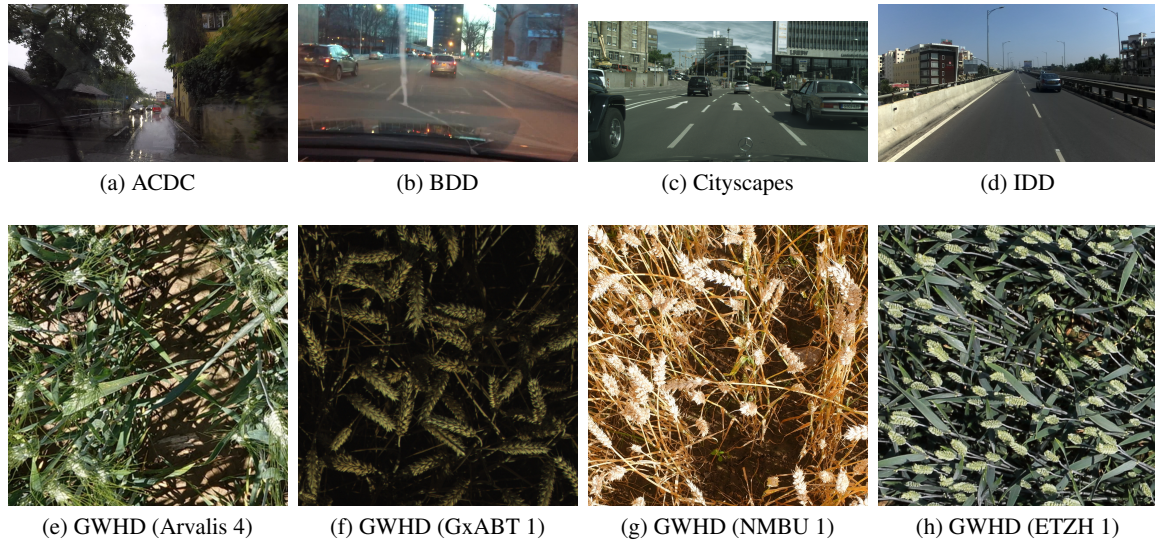 (a) ACDC
(b) BDD
(c) Cityscapes
(d) IDD
(e) GWHD (Arvalis 4)
(f) GWHD (GxABT 1)
(g) GWHD (NMBU 1)
(h) GWHD (ETZH 1)